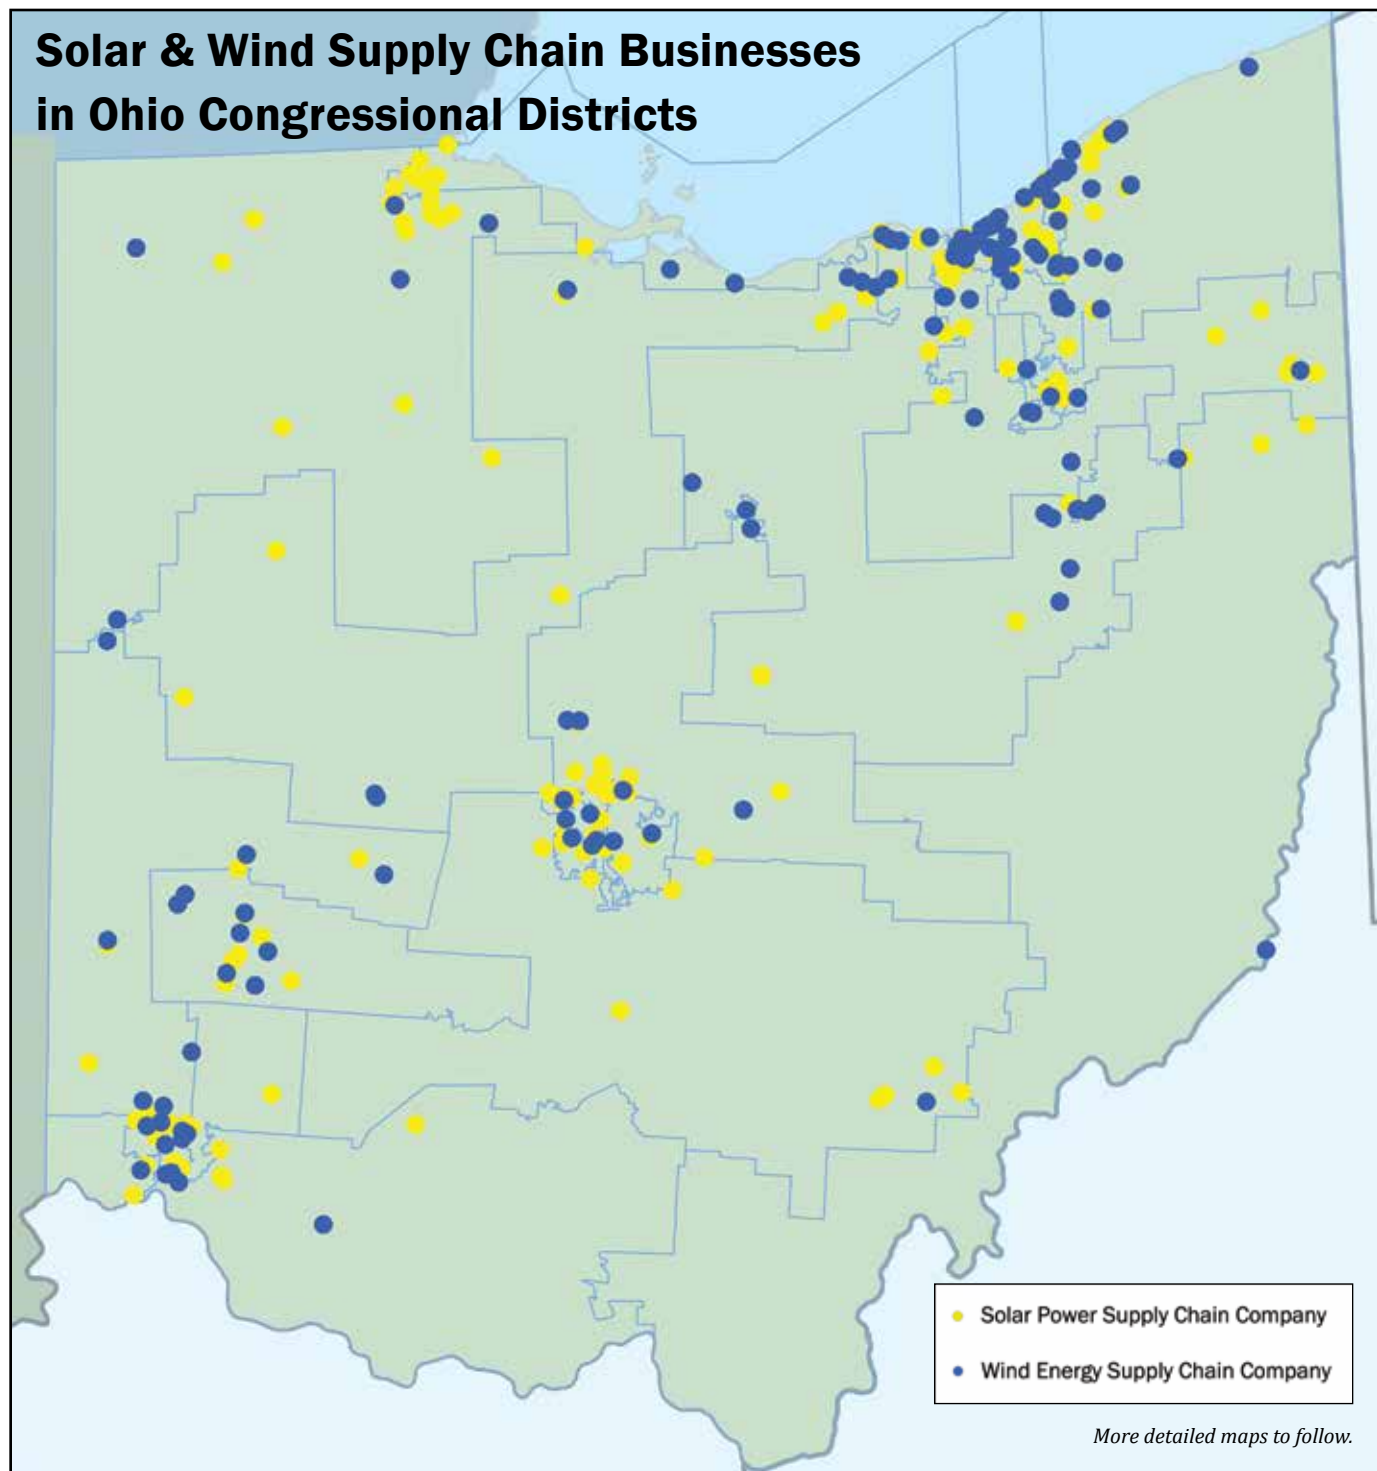 Solar & Wind Supply Chain Businesses
in Ohio Congressional Districts
Solar Power Supply Chain Company
Wind Energy Supply Chain Company
More detailed maps to follow.